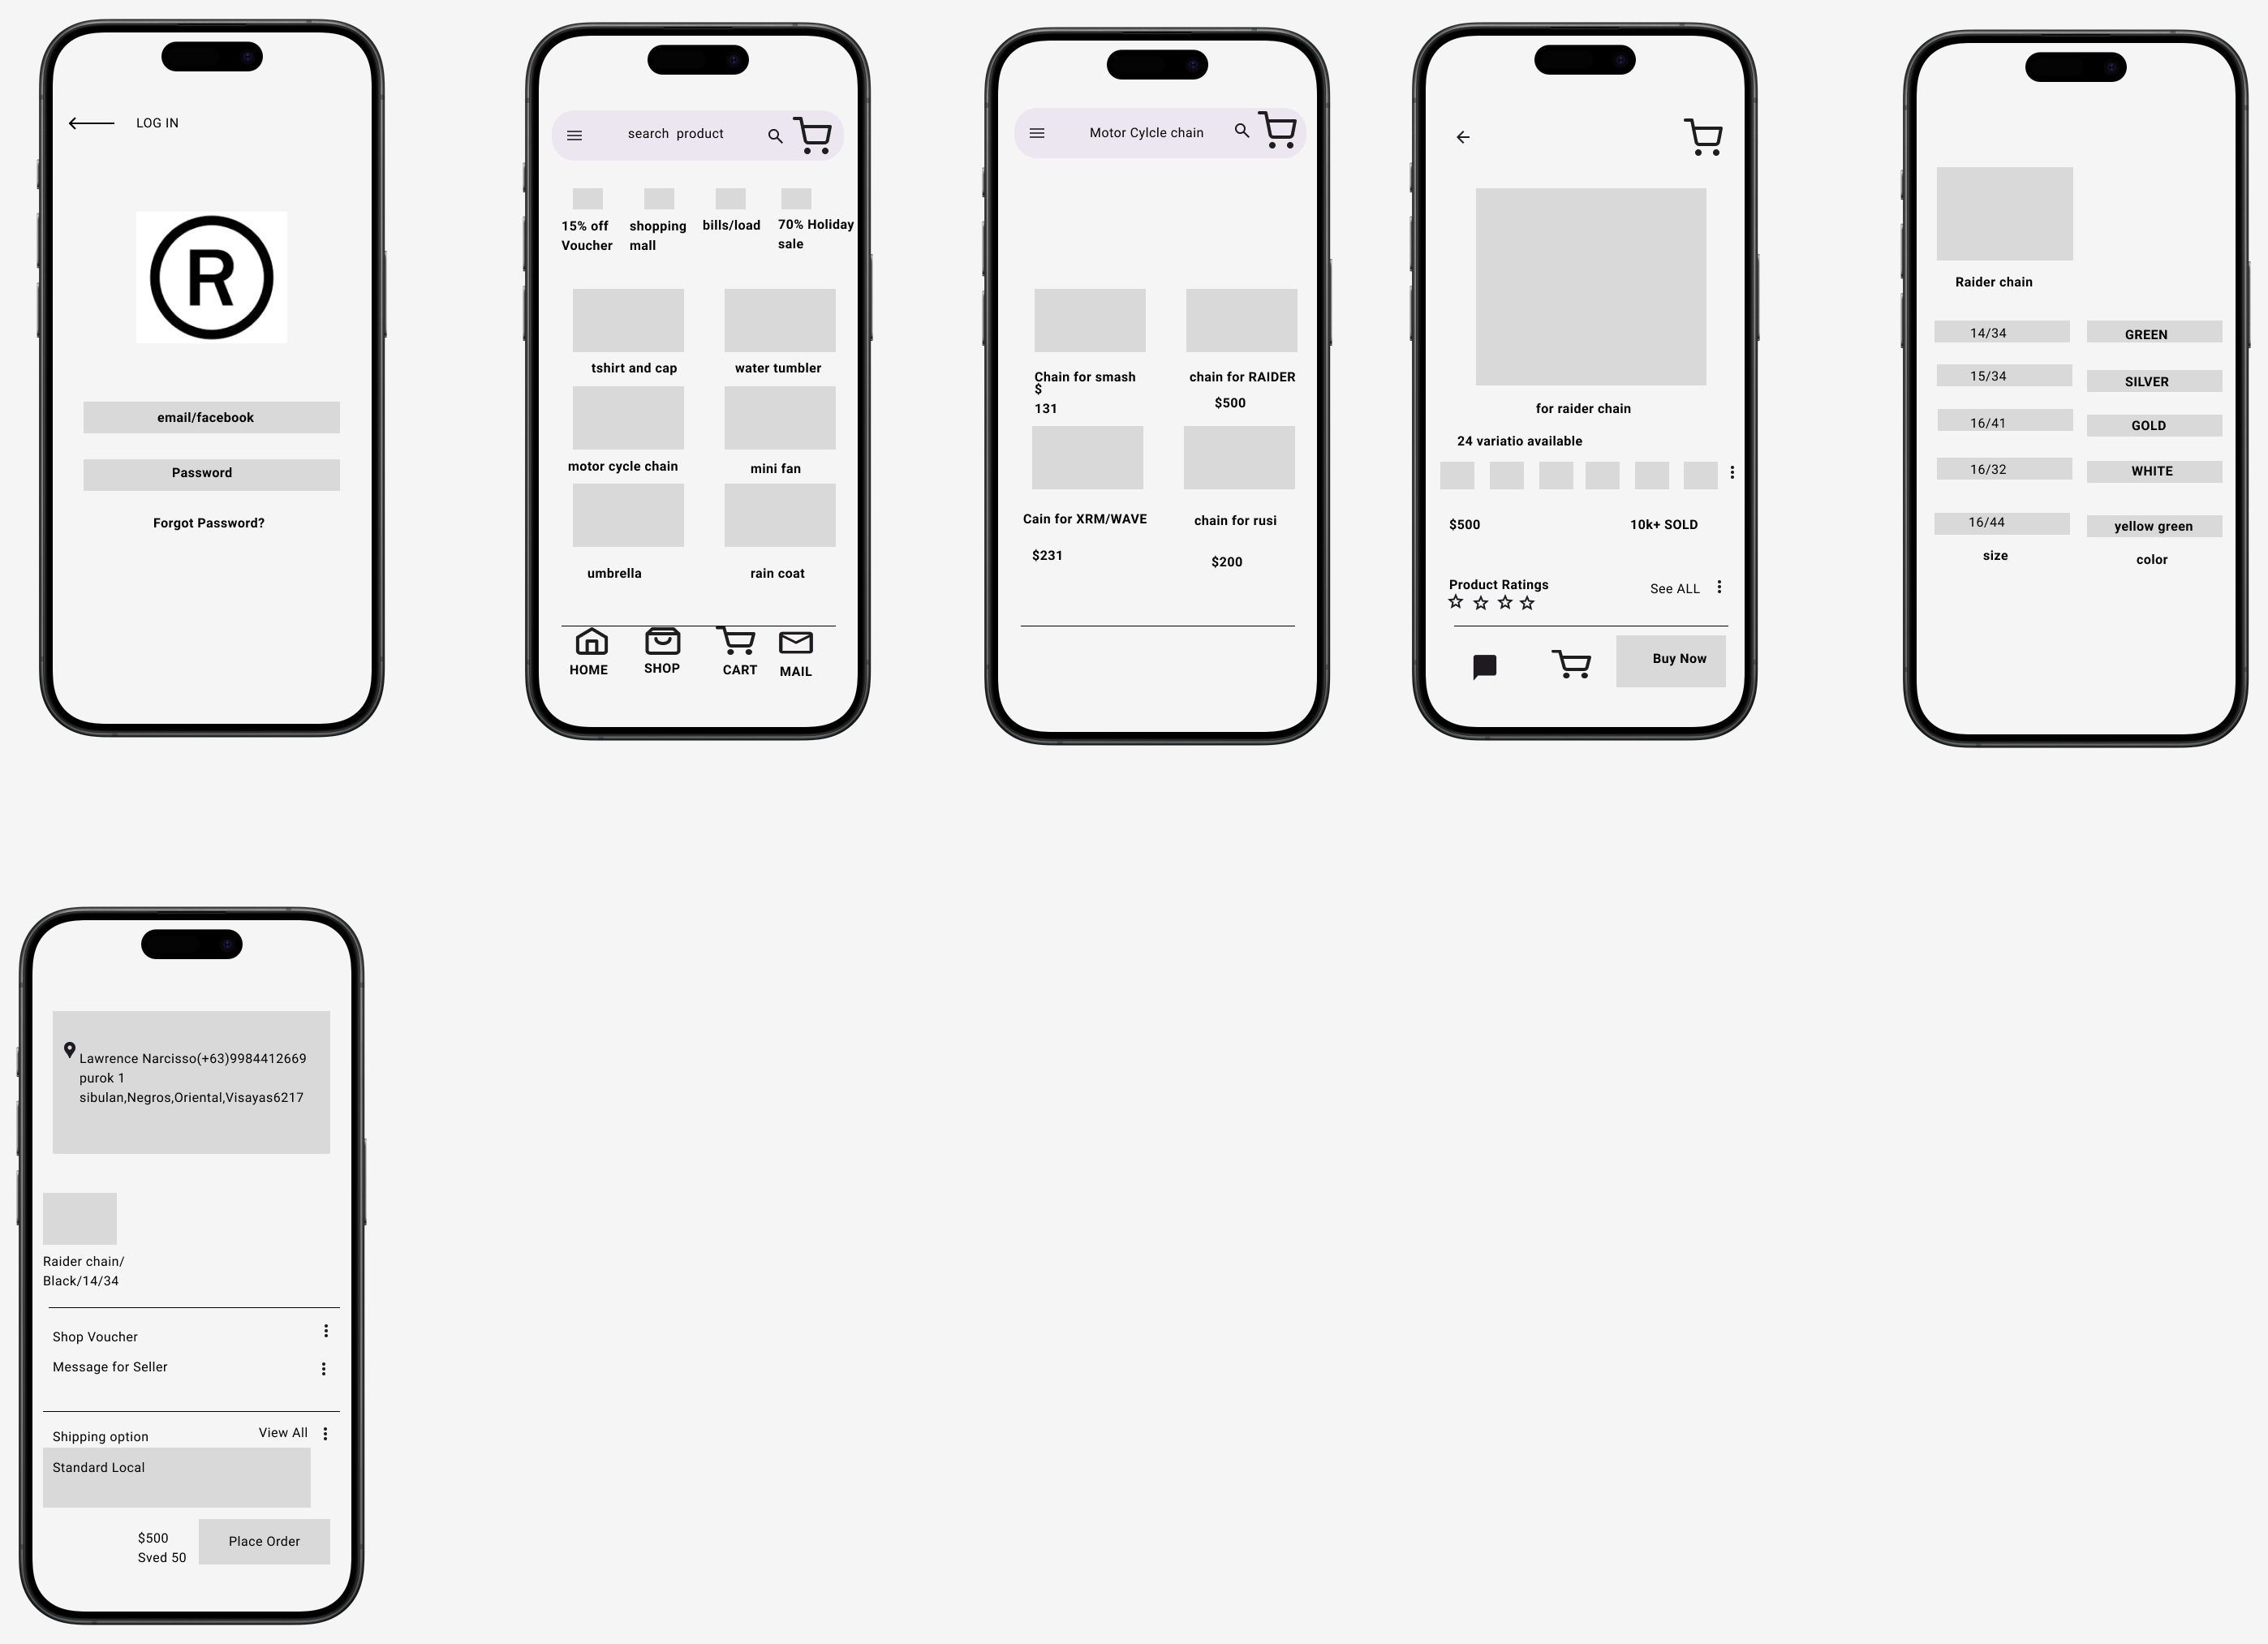 LOG IN
R
email/facebook
Password
Forgot Password?
search  product
15% off
Voucher
shopping
mall
bills/load
70% Holiday
sale
tshirt and cap
water tumbler
motor cycle chain
mini fan
umbrella
rain coat
HOME
SHOP
CART
MAIL
Motor Cylcle chain
Chain for smash
$
131
chain for RAIDER
$500
Cain for XRM/WAVE
$231
chain for rusi
$200
for raider chain
24 variatio available
$500
10k+ SOLD
Product Ratings
See ALL
Buy Now
Raider chain
14/34
GREEN
15/34
SILVER
16/41
GOLD
16/32
WHITE
16/44
yellow green
size
color
Lawrence Narcisso(+63)9984412669
purok 1
sibulan,Negros,Oriental,Visayas6217
Raider chain/
Black/14/34
Shop Voucher
Message for Seller
Shipping option
View All
Standard Local
$500
Sved 50
Place Order